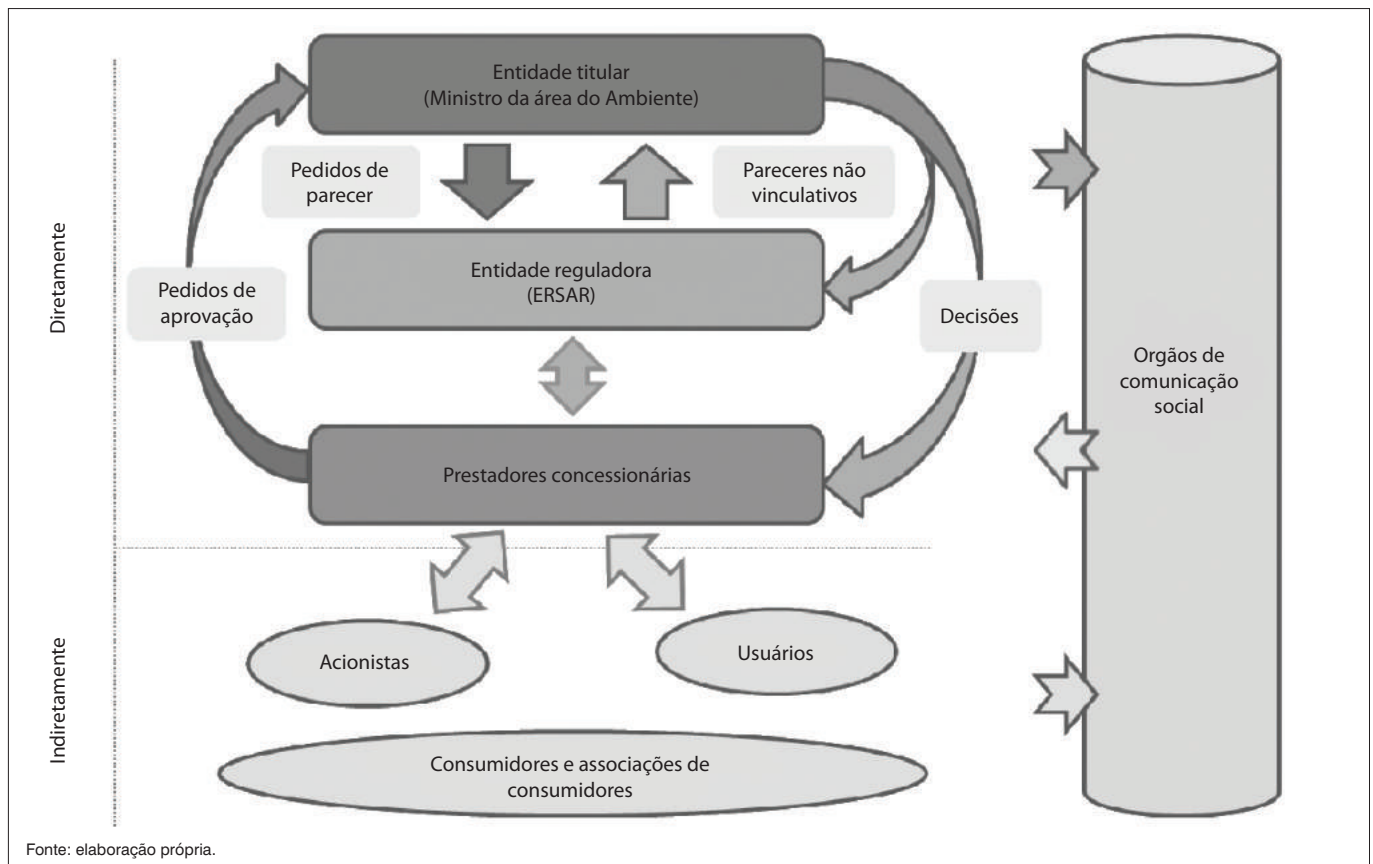 Entidade titular
(Ministro da área do Ambiente)
Pedidos de
parecer
Pareceres não
vinculativos
Diretamente
Entidade reguladora
(ERSAR)
Pedidos de
aprovação
Decisões
Orgãos de
comunicação
social
Prestadores concessionárias
Indiretamente
Acionistas
Usuários
Consumidores e associações de
consumidores
Fonte: elaboração própria.